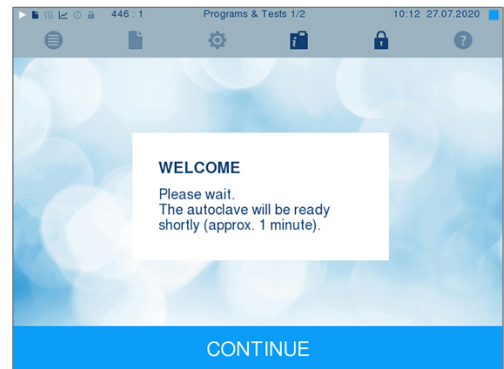 446 : 1 Programs & Tests 1/2 10:12 27.07.2020
WELCOME
Please wait.
The autoclave will be ready
shortly (approx. 1 minute).
CONTINUE